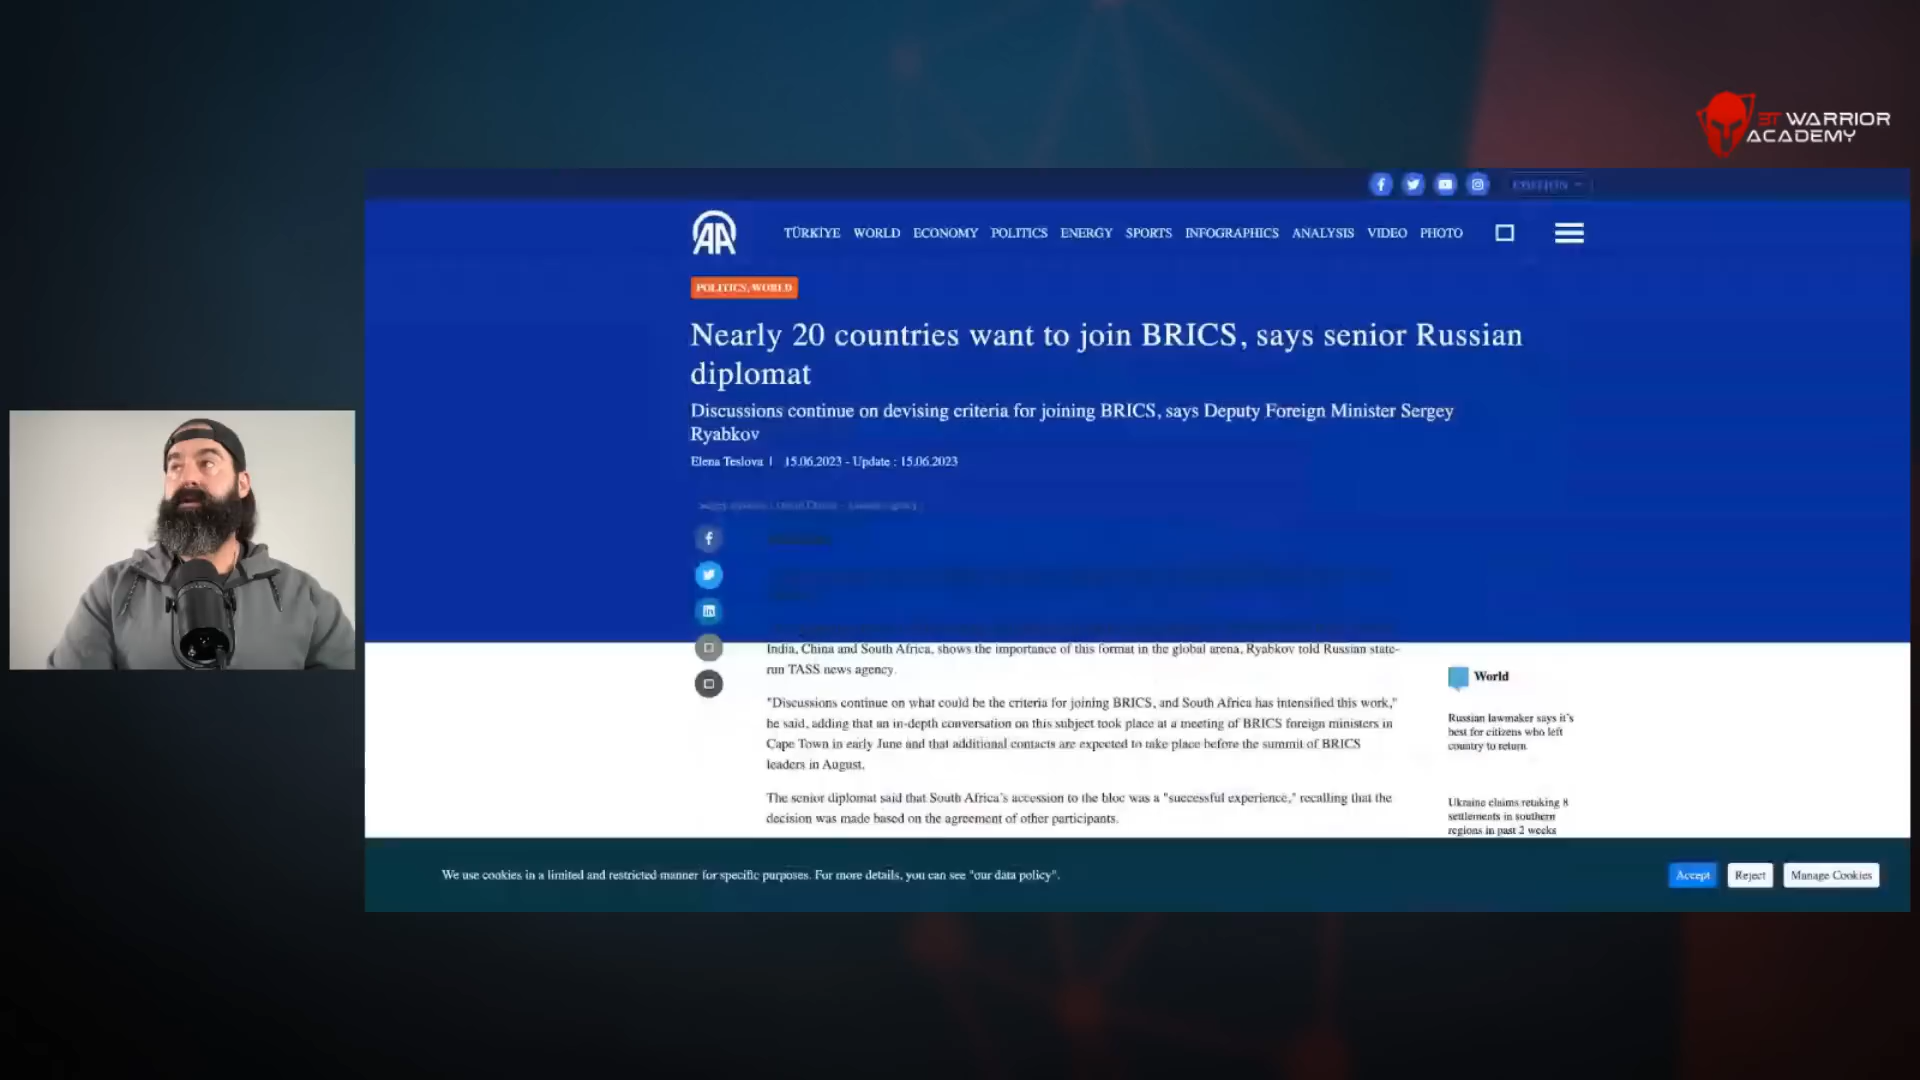 3T WARRIOR
ACADEMY
EDITION
AA
TÜRKİYE WORLD ECONOMY POLITICS ENERGY SPORTS INFOGRAPHICS ANALYSIS VIDEO PHOTO
POLITICS, WORLD
Nearly 20 countries want to join BRICS, says senior Russian
diplomat
Discussions continue on devising criteria for joining BRICS, says Deputy Foreign Minister Sergey
Ryabkov
Elena Teslova | 15.06.2023 - Update : 15.06.2023
India, China and South Africa, shows the importance of this format in the global arena, Ryabkov told Russian state-
run TASS news agency.
"Discussions continue on what could be the criteria for joining BRICS, and South Africa has intensified this work,"
he said, adding that an in-depth conversation on this subject took place at a meeting of BRICS foreign ministers in
Cape Town in early June and that additional contacts are expected to take place before the summit of BRICS
leaders in August.
The senior diplomat said that South Africa's accession to the bloc was a "successful experience," recalling that the
decision was made based on the agreement of other participants.
World
Russian lawmaker says it's
best for citizens who left
country to return
Ukraine claims retaking 8
settlements in southern
regions in past 2 weeks
We use cookies in a limited and restricted manner for specific purposes. For more details, you can see "our data policy".
Accept Reject Manage Cookies